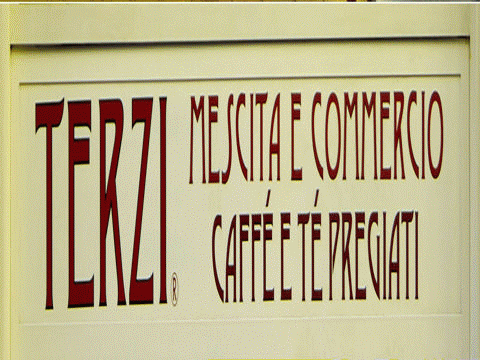 TERZI®
MESCITA E COMMERCIO
CAFFÉ E TÉ PREGIATI